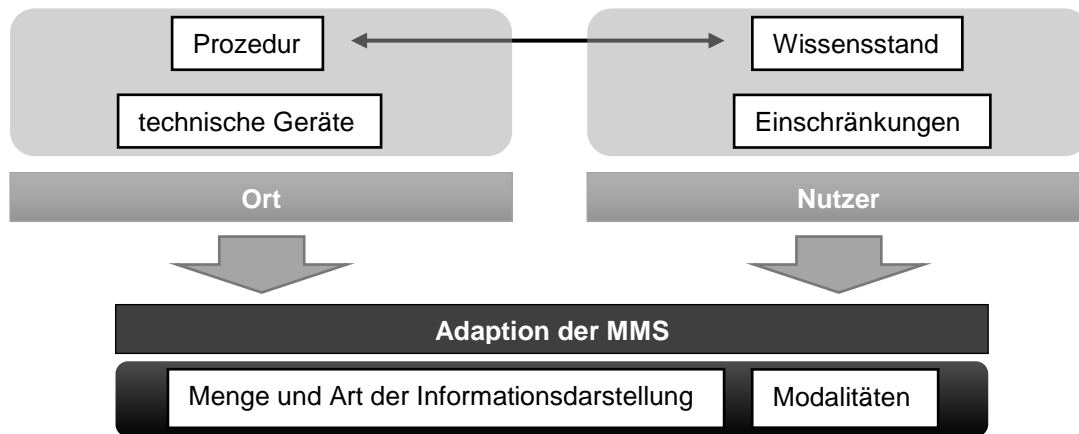 Prozedur
Wissensstand
technische Geräte
Einschränkungen
Ort
Nutzer
Adaption der MMS
Menge und Art der Informationsdarstellung
Modalitäten